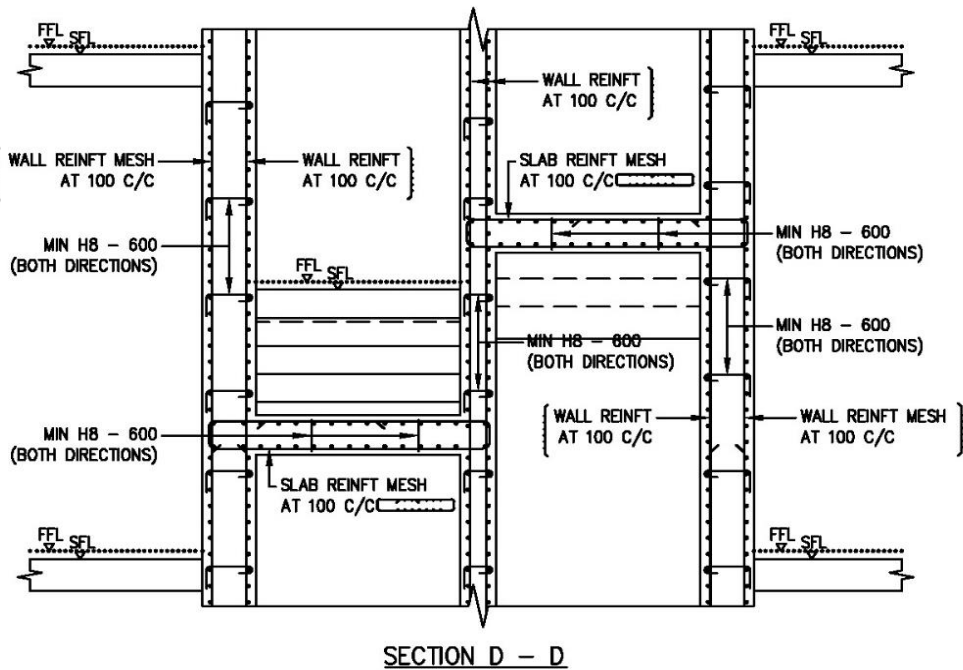 FFL
SFL
FFL
SFL
WALL REINFT
AT 100 C/C
WALL REINFT MESH
AT 100 C/C
WALL REINFT
AT 100 C/C
SLAB REINFT MESH
AT 100 C/C
MIN H8 - 600
(BOTH DIRECTIONS)
MIN H8 - 600
(BOTH DIRECTIONS)
FFL
SFL
MIN H8 - 600
(BOTH DIRECTIONS)
MIN H8 - 600
(BOTH DIRECTIONS)
MIN H8 - 600
(BOTH DIRECTIONS)
WALL REINFT
AT 100 C/C
WALL REINFT MESH
AT 100 C/C
SLAB REINFT MESH
AT 100 C/C
FFL
SFL
FFL
SFL
SECTION D - D